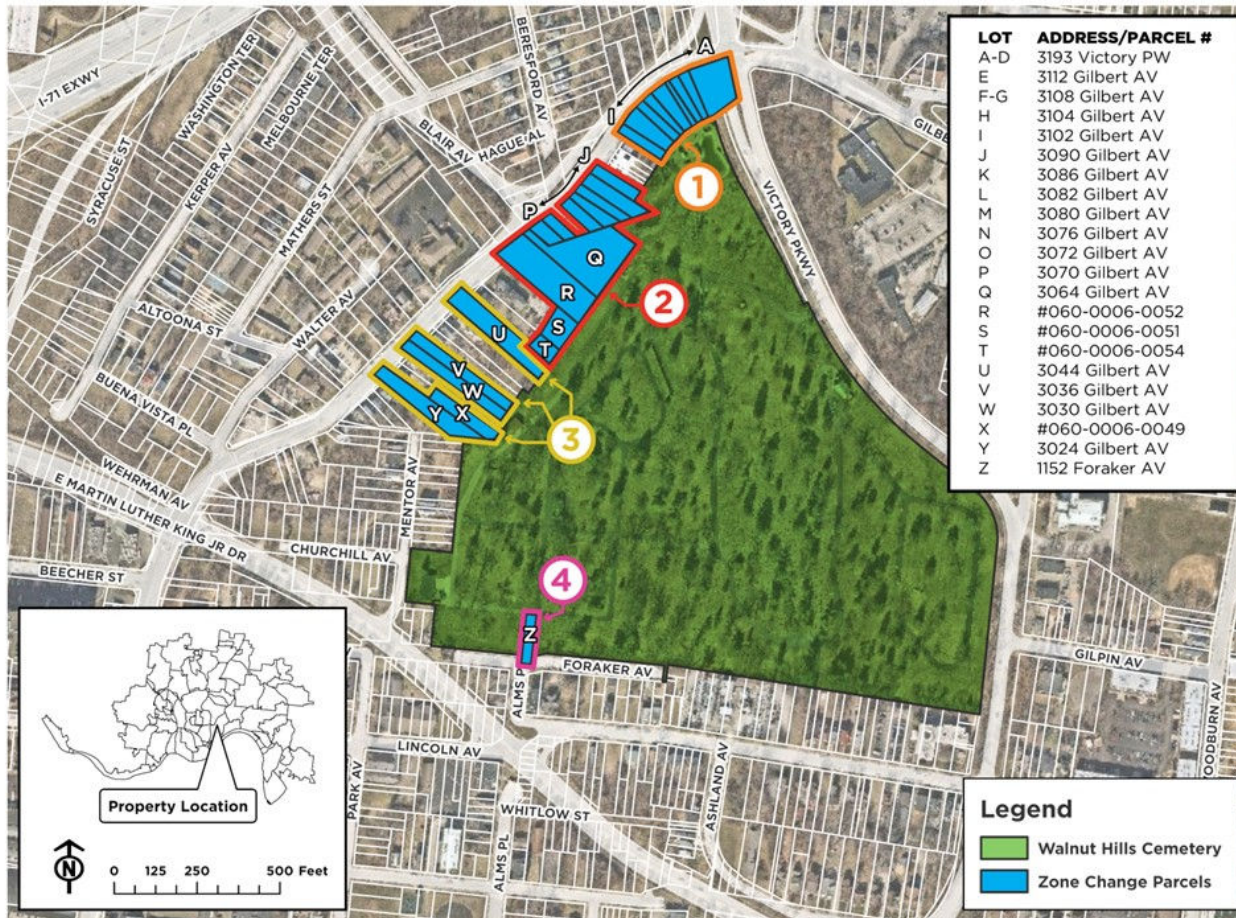 I-71 EXWY
WASHINGTON TER
MELBOURNE TER
SYRACUSE ST
KERPER AV
MATHERS ST
BERESFORD AV
BLAIR AV
HAGUE AL
WALTER AV
ALTOONA ST
BUENA VISTA PL
WEHRMAN AV
E MARTIN LUTHER KING JR DR
MENTOR AV
CHURCHILL AV
BEECHER ST
VICTORY PKWY
GILB
A
I
J
P
Q
R
S
T
U
V
W
X
Y
Z
1
2
3
4
ALMS P
FORAKER AV
LINCOLN AV
PARK AV
WHITLOW ST
ALMS PL
ASHLAND AV
GILPIN AV
OODBURN AV
LOT ADDRESS/PARCEL #
A-D 3193 Victory PW
E 3112 Gilbert AV
F-G 3108 Gilbert AV
H 3104 Gilbert AV
I 3102 Gilbert AV
J 3090 Gilbert AV
K 3086 Gilbert AV
L 3082 Gilbert AV
M 3080 Gilbert AV
N 3076 Gilbert AV
O 3072 Gilbert AV
P 3070 Gilbert AV
Q 3064 Gilbert AV
R #060-0006-0052
S #060-0006-0051
T #060-0006-0054
U 3044 Gilbert AV
V 3036 Gilbert AV
W 3030 Gilbert AV
X #060-0006-0049
Y 3024 Gilbert AV
Z 1152 Foraker AV
Property Location
N
0 125 250 500 Feet
Legend
Walnut Hills Cemetery
Zone Change Parcels